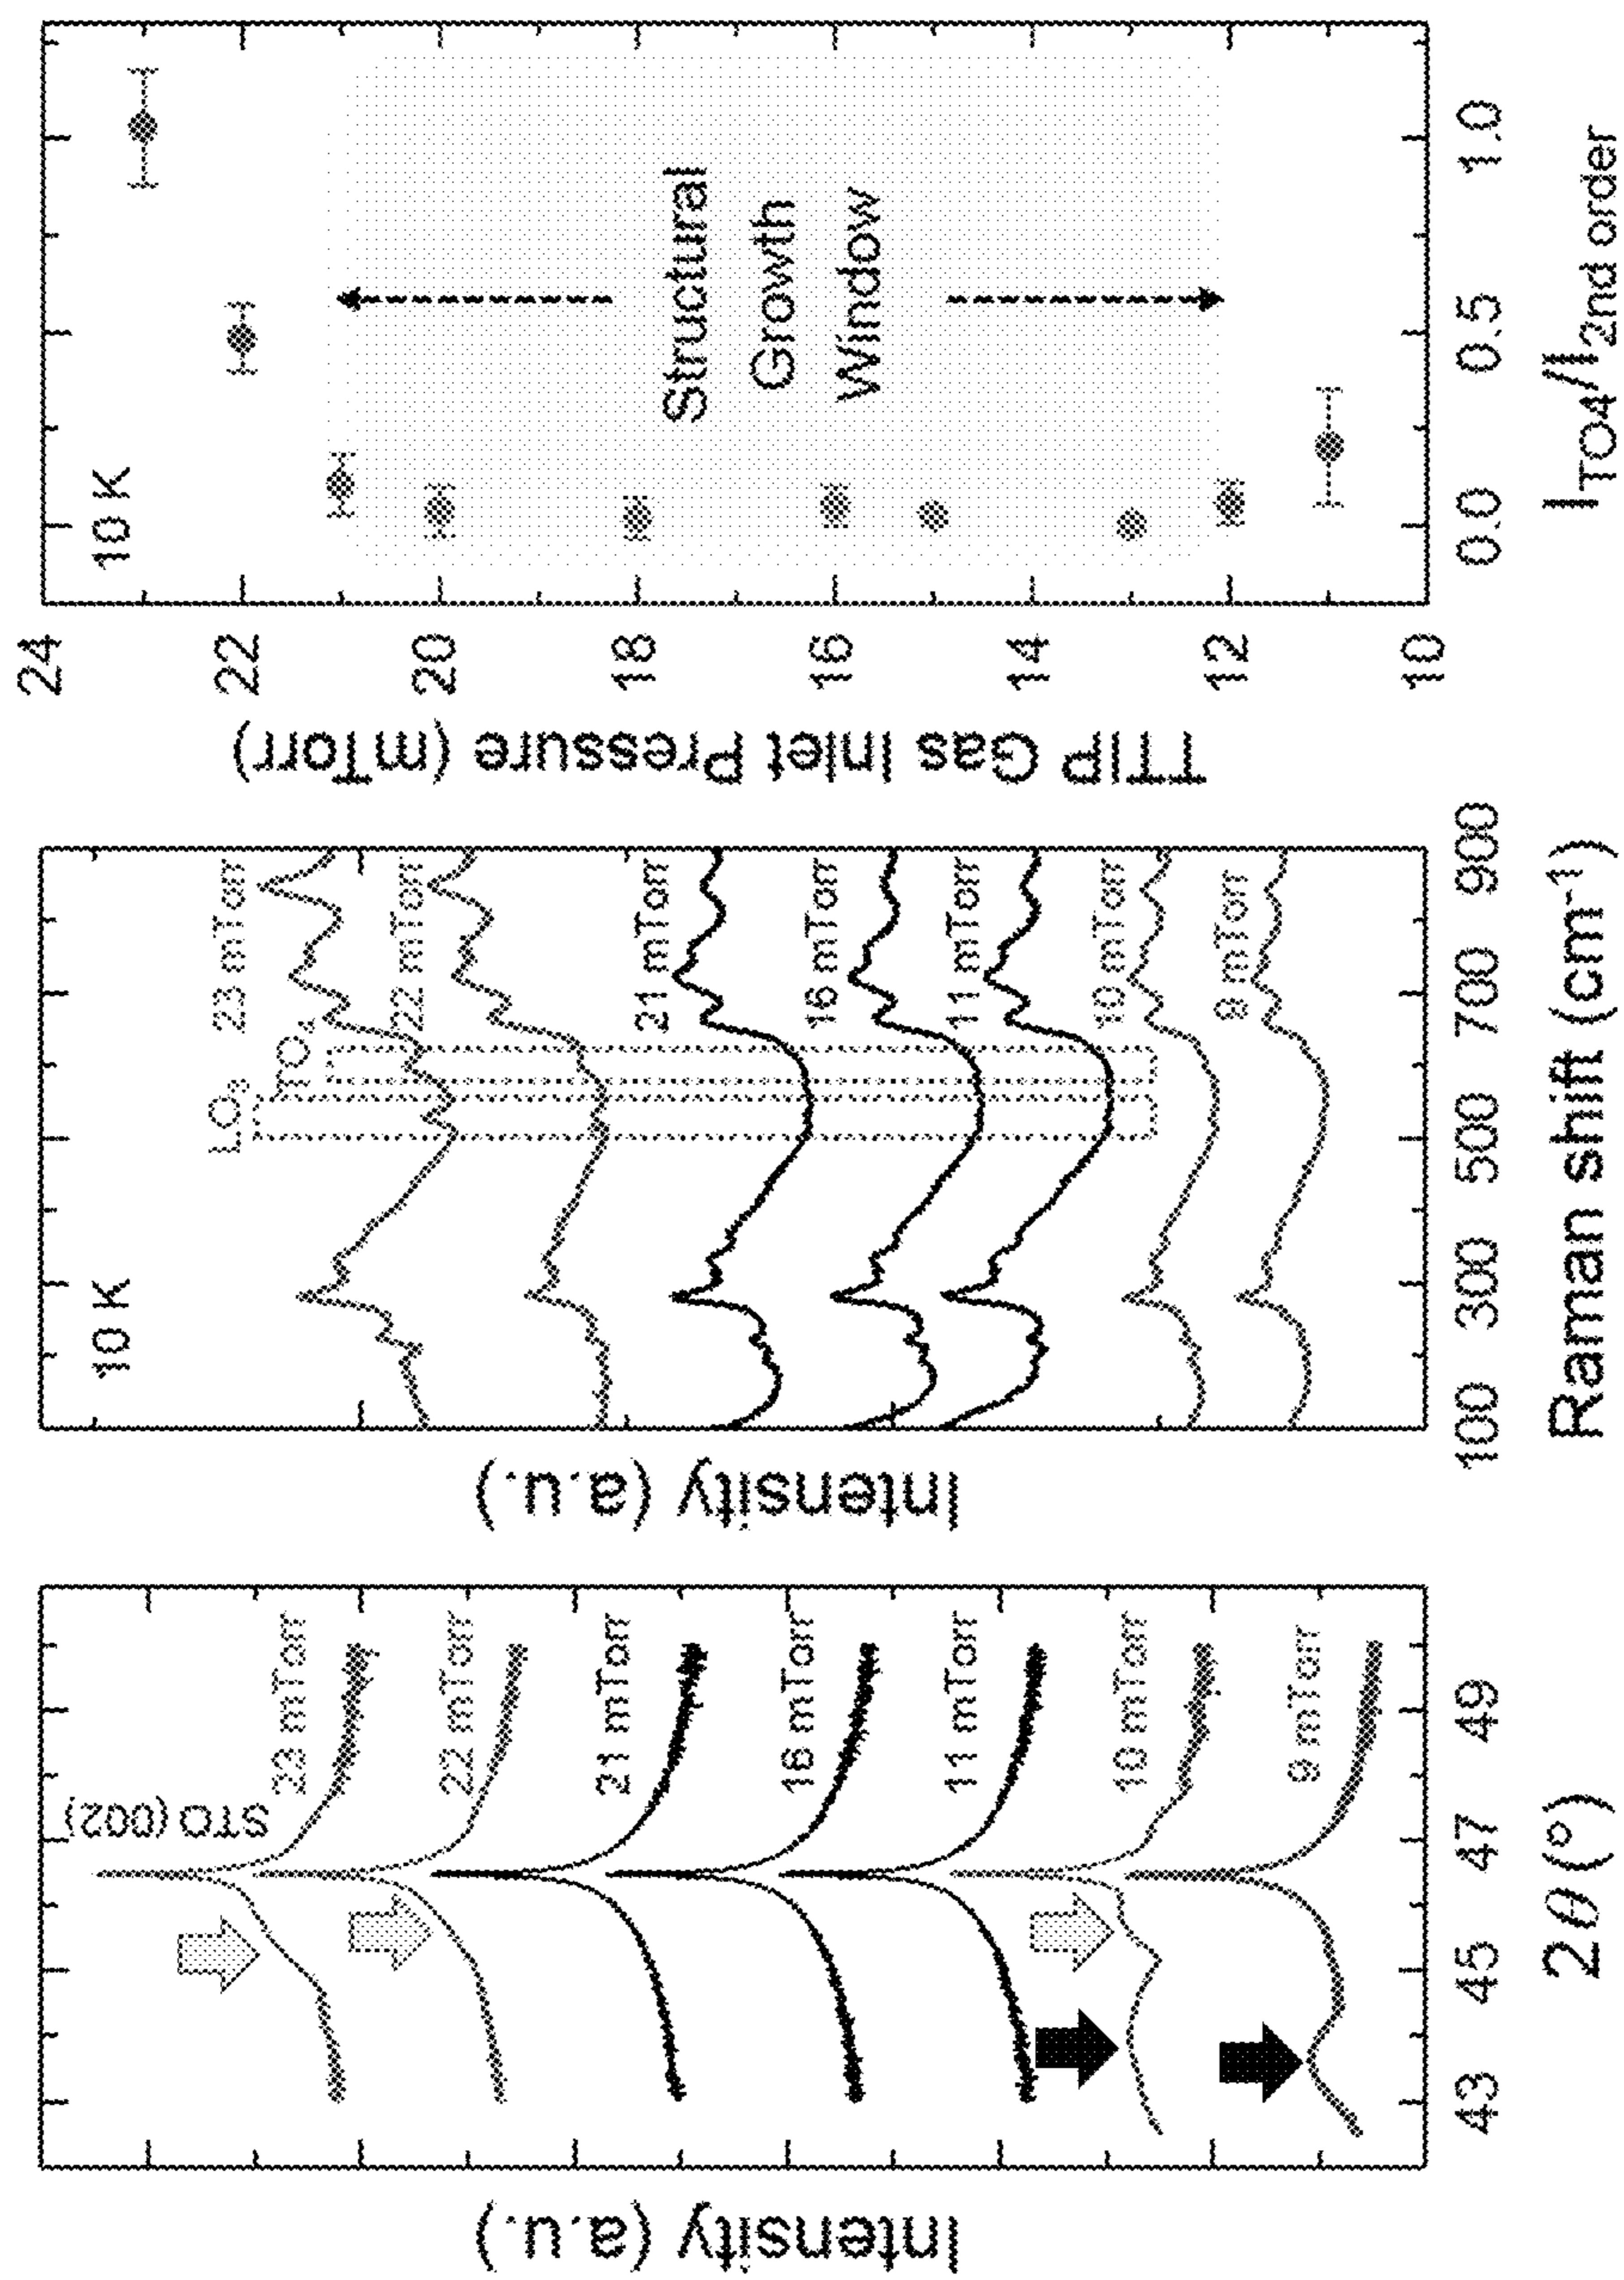 Intensity (a.u.)
STO (002)
23 mTorr
22 mTorr
21 mTorr
16 mTorr
11 mTorr
10 mTorr
9 mTorr
43 45 47 49
2θ (°)
Intensity (a.u.)
10 K
LO₃
TO₄
23 mTorr
22 mTorr
21 mTorr
16 mTorr
11 mTorr
10 mTorr
9 mTorr
100 300 500 700 900
Raman shift (cm⁻¹)
TTIP Gas Inlet Pressure (mTorr)
24
22
20
18
16
14
12
10
10 K
Structural
Growth
Window
0.0 0.5 1.0
I_TO4/I_2nd order